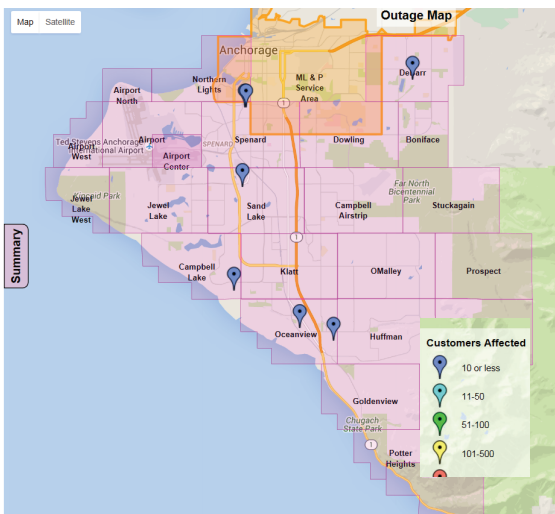 Map
Satellite
Outage Map
Anchorage
Northern
Lights
ML & P
Service
Area
Airport
North
1
Spenard
Dowling
Boniface
SPENARD
Ted Stevens Anchorage
International Airport
Airport
Airport
West
Airport
Center
Kincaid Park
Jewel
Lake
West
Jewel
Lake
Sand
Lake
Campbell
Airstrip
Far North
Bicentennial
Park
Stuckagain
1
Summary
Campbell
Lake
Klatt
OMalley
Prospect
Oceanview
Huffman
Customers Affected
10 or less
11-50
51-100
101-500
Goldenview
Chugach
State Park
1
Potter
Heights